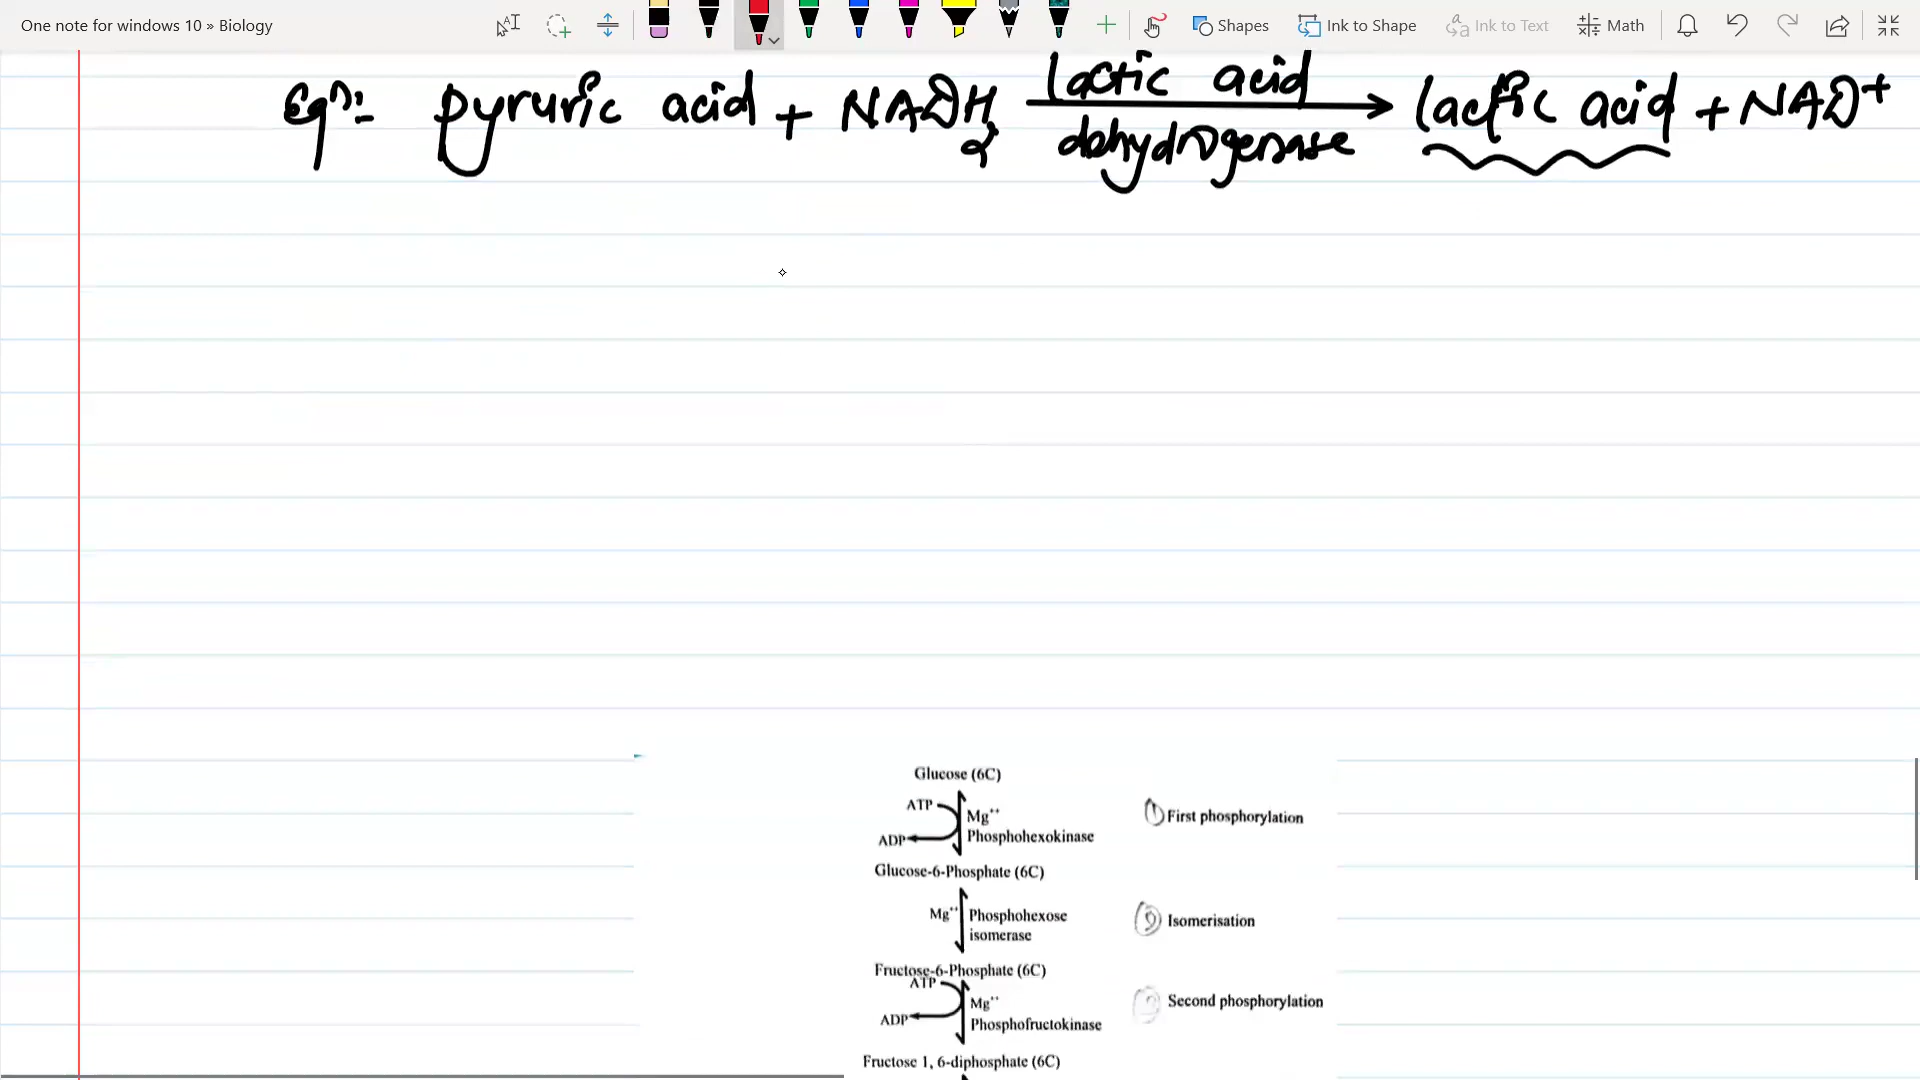 One note for windows 10 » Biology
Shapes Ink to Shape Ink to Text Math
Eqn:- pyruvic acid + NADH2 lactic acid dehydrogenase → lactic acid + NAD+
Glucose (6C)
ATP
Mg++
① First phosphorylation
ADP
Phosphohexokinase
Glucose-6-Phosphate (6C)
Mg++ Phosphohexose
isomerase
Isomerisation
Fructose-6-Phosphate (6C)
ATP
Mg++
Second phosphorylation
ADP
Phosphofructokinase
Fructose 1, 6-diphosphate (6C)